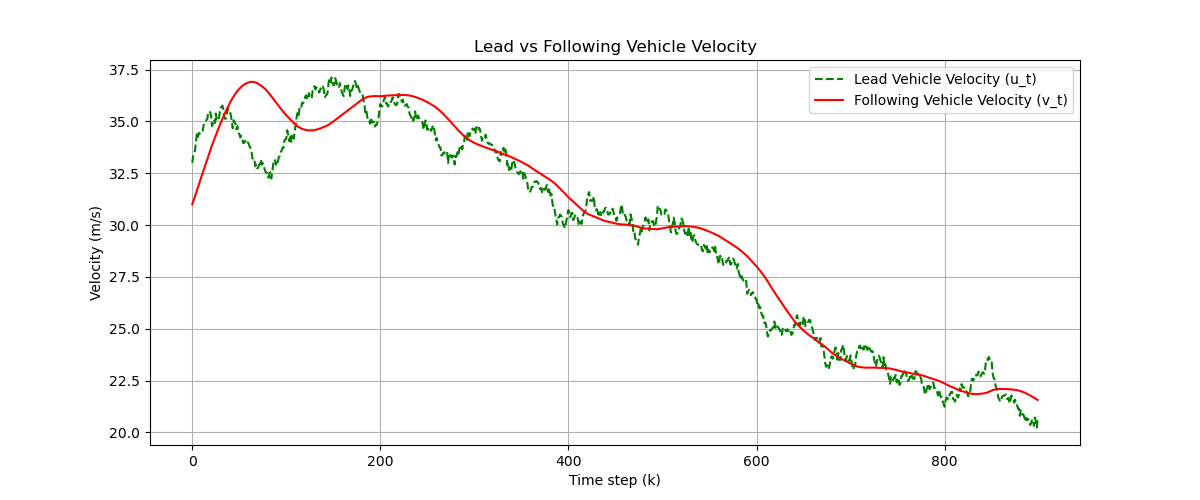 Lead vs Following Vehicle Velocity
37.5
35.0
32.5
30.0
27.5
25.0
22.5
20.0
Velocity (m/s)
Lead Vehicle Velocity (u_t)
Following Vehicle Velocity (v_t)
0
200
400
600
800
Time step (k)